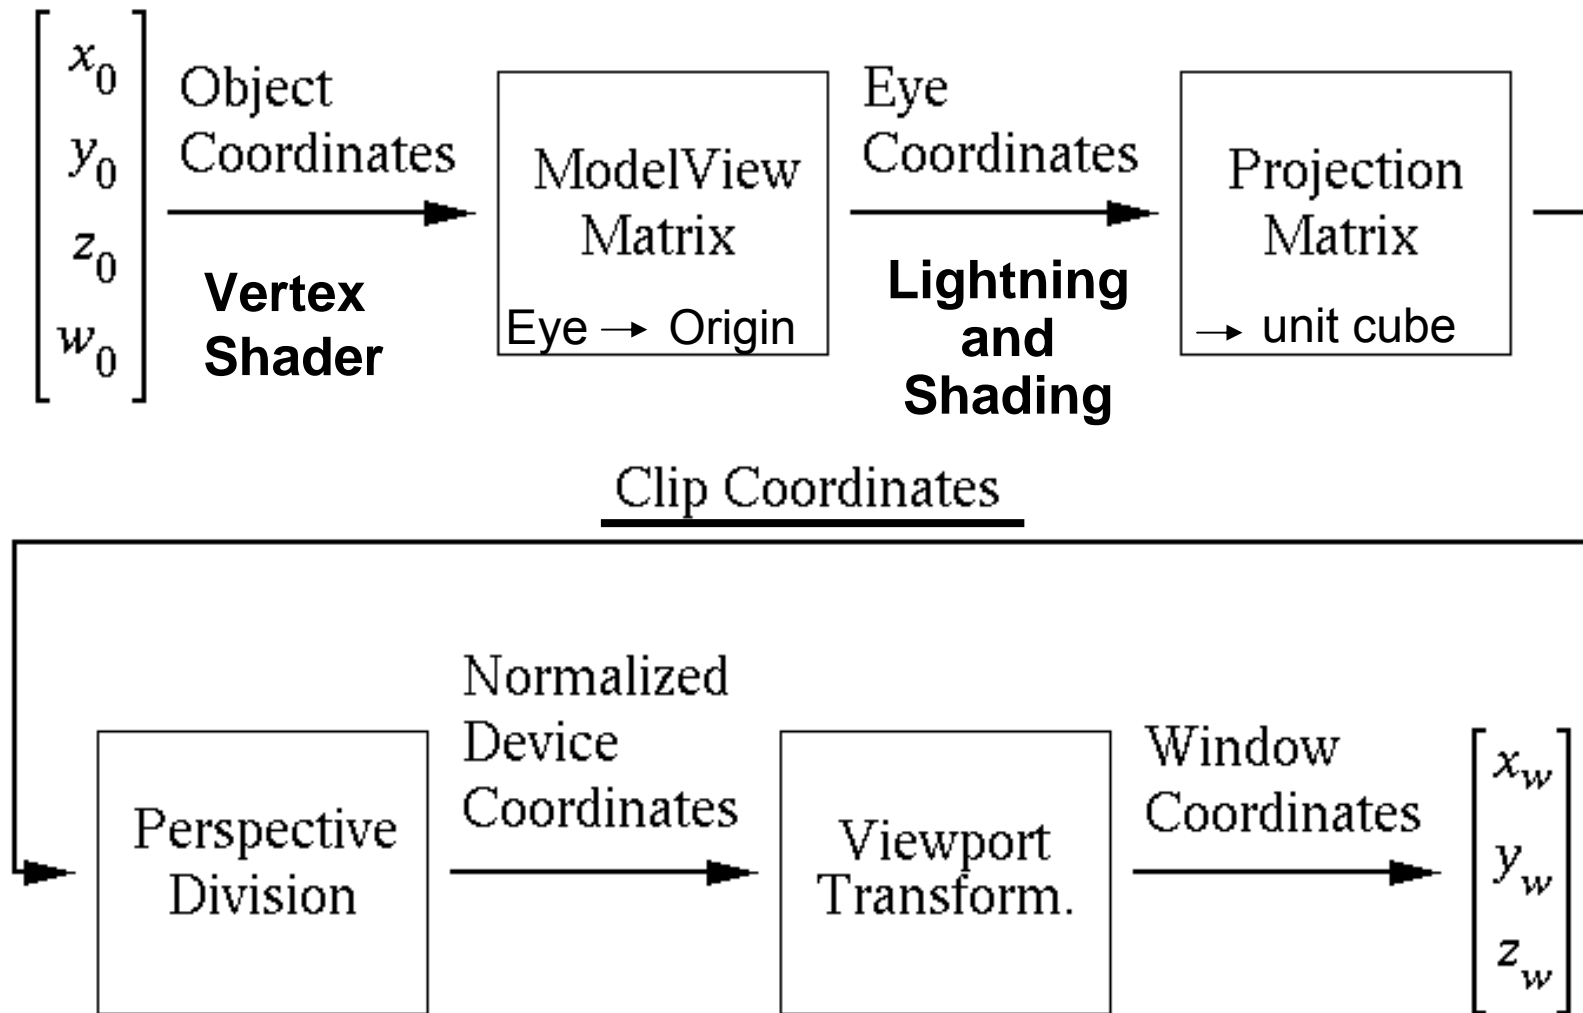 x0
y0
z0
w0
Object
Coordinates
Vertex
Shader
ModelView
Matrix
Eye → Origin
Eye
Coordinates
Lightning
and
Shading
Projection
Matrix
→ unit cube
Clip Coordinates
Perspective
Division
Normalized
Device
Coordinates
Viewport
Transform.
Window
Coordinates
xw
yw
zw